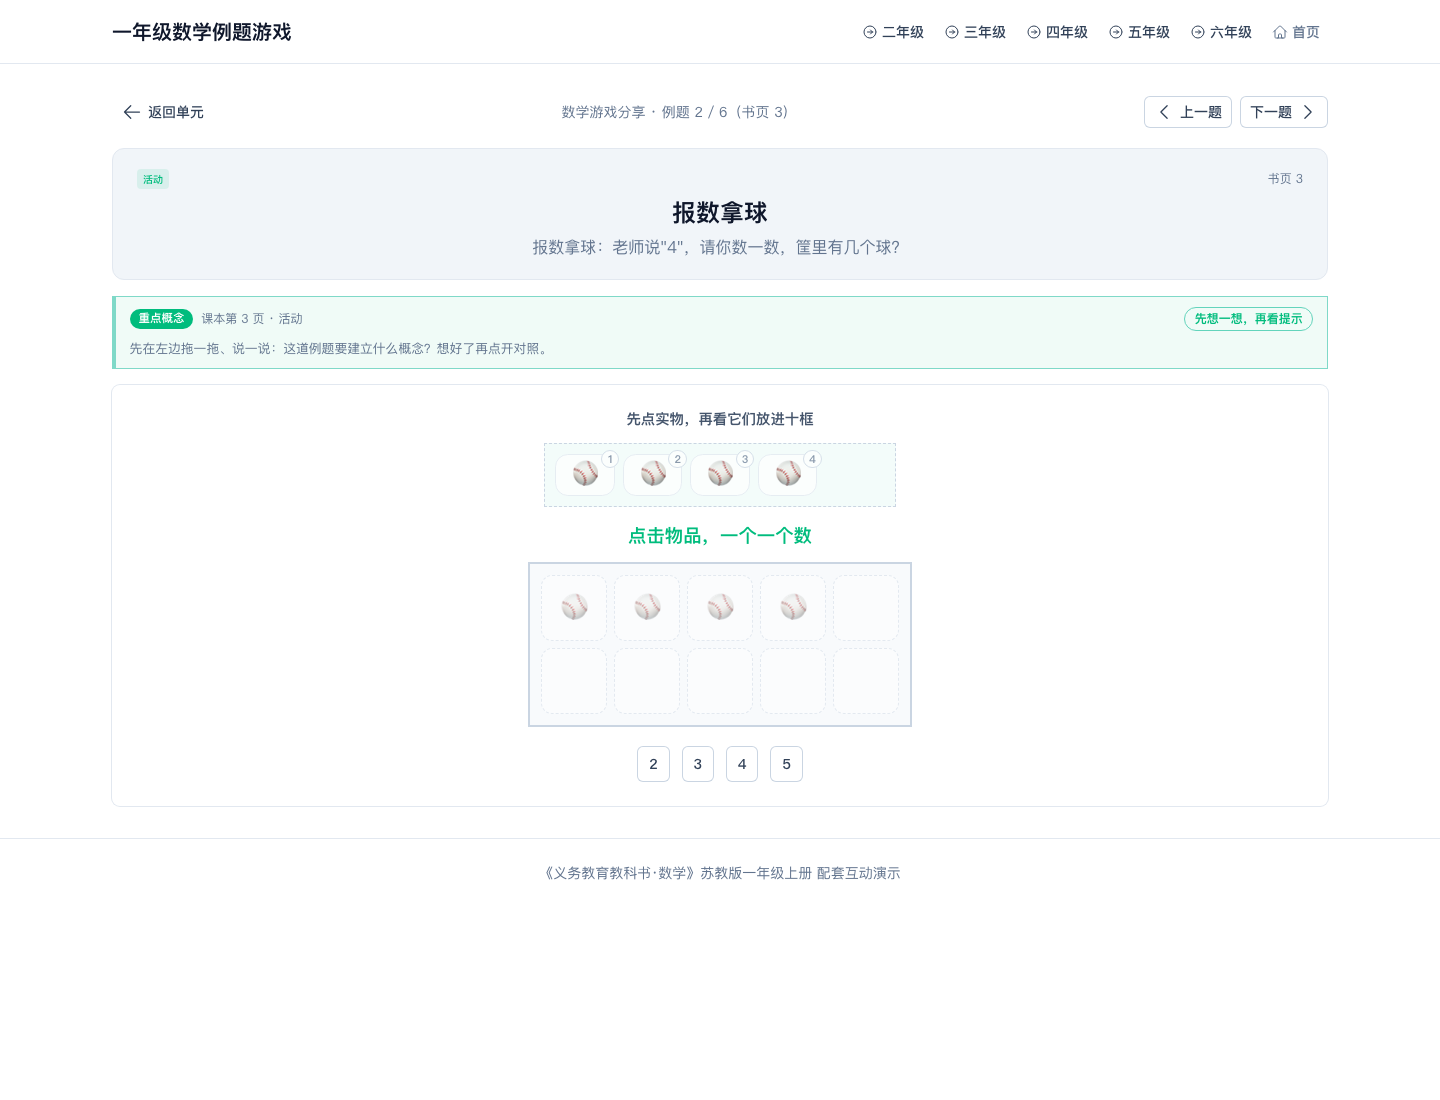 一年级数学例题游戏
二年级 三年级 四年级 五年级 六年级 首页
返回单元
数学游戏分享 · 例题 2 / 6（书页 3）
上一题 下一题
活动
书页 3
报数拿球
报数拿球：老师说"4"，请你数一数，筐里有几个球？
重点概念 课本第 3 页 · 活动
先想一想，再看提示
先在左边拖一拖、说一说：这道例题要建立什么概念？想好了再点开对照。
先点实物，再看它们放进十框
1 2 3 4
点击物品，一个一个数
2 3 4 5
《义务教育教科书·数学》苏教版一年级上册 配套互动演示